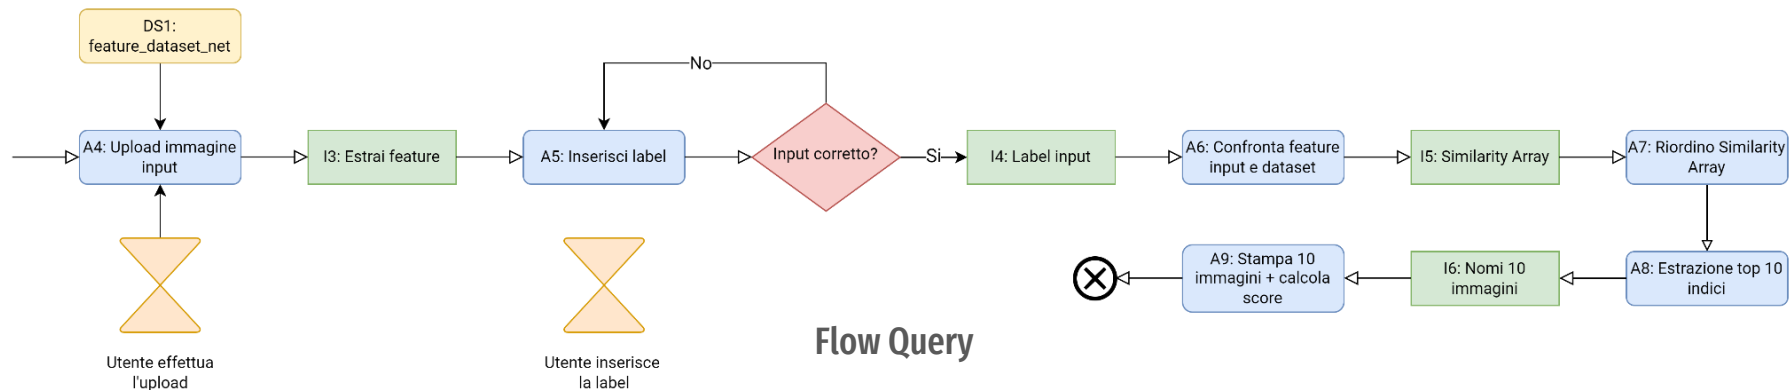 DS1:
feature_dataset_net
A4: Upload immagine
input
I3: Estrai feature
A5: Inserisci label
No
Input corretto?
Si
I4: Label input
A6: Confronta feature
input e dataset
I5: Similarity Array
A7: Riordino Similarity
Array
A8: Estrazione top 10
indici
I6: Nomi 10
immagini
A9: Stampa 10
immagini + calcola
score
Utente effettua
l'upload
Utente inserisce
la label
Flow Query